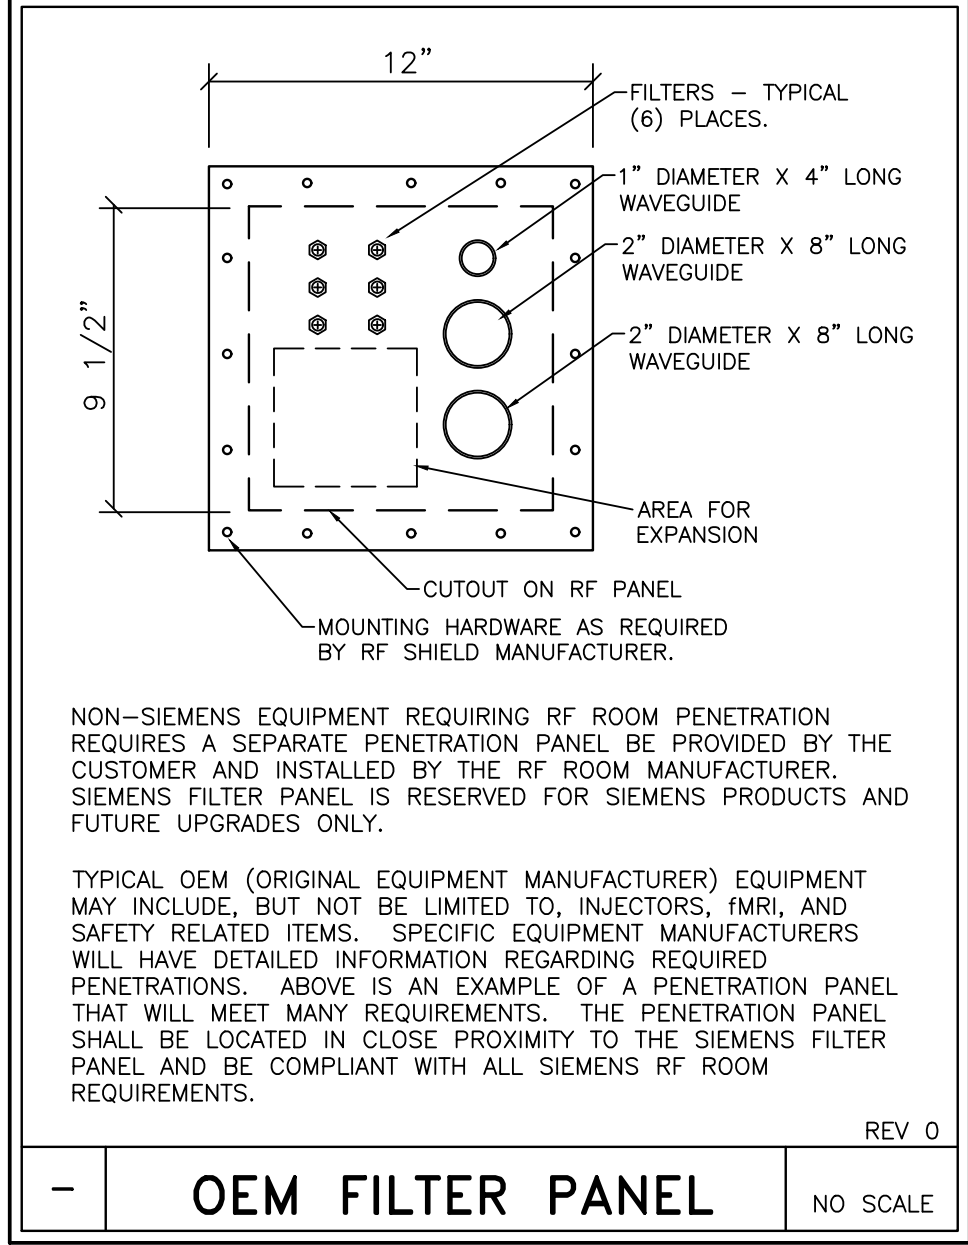 12”
FILTERS – TYPICAL
(6) PLACES.
1” DIAMETER X 4” LONG
WAVEGUIDE
2” DIAMETER X 8” LONG
WAVEGUIDE
2” DIAMETER X 8” LONG
WAVEGUIDE
9 1/2”
AREA FOR
EXPANSION
CUTOUT ON RF PANEL
MOUNTING HARDWARE AS REQUIRED
BY RF SHIELD MANUFACTURER.
NON–SIEMENS EQUIPMENT REQUIRING RF ROOM PENETRATION
REQUIRES A SEPARATE PENETRATION PANEL BE PROVIDED BY THE
CUSTOMER AND INSTALLED BY THE RF ROOM MANUFACTURER.
SIEMENS FILTER PANEL IS RESERVED FOR SIEMENS PRODUCTS AND
FUTURE UPGRADES ONLY.
TYPICAL OEM (ORIGINAL EQUIPMENT MANUFACTURER) EQUIPMENT
MAY INCLUDE, BUT NOT BE LIMITED TO, INJECTORS, fMRI, AND
SAFETY RELATED ITEMS. SPECIFIC EQUIPMENT MANUFACTURERS
WILL HAVE DETAILED INFORMATION REGARDING REQUIRED
PENETRATIONS. ABOVE IS AN EXAMPLE OF A PENETRATION PANEL
THAT WILL MEET MANY REQUIREMENTS. THE PENETRATION PANEL
SHALL BE LOCATED IN CLOSE PROXIMITY TO THE SIEMENS FILTER
PANEL AND BE COMPLIANT WITH ALL SIEMENS RF ROOM
REQUIREMENTS.
REV 0
–
OEM FILTER PANEL
NO SCALE